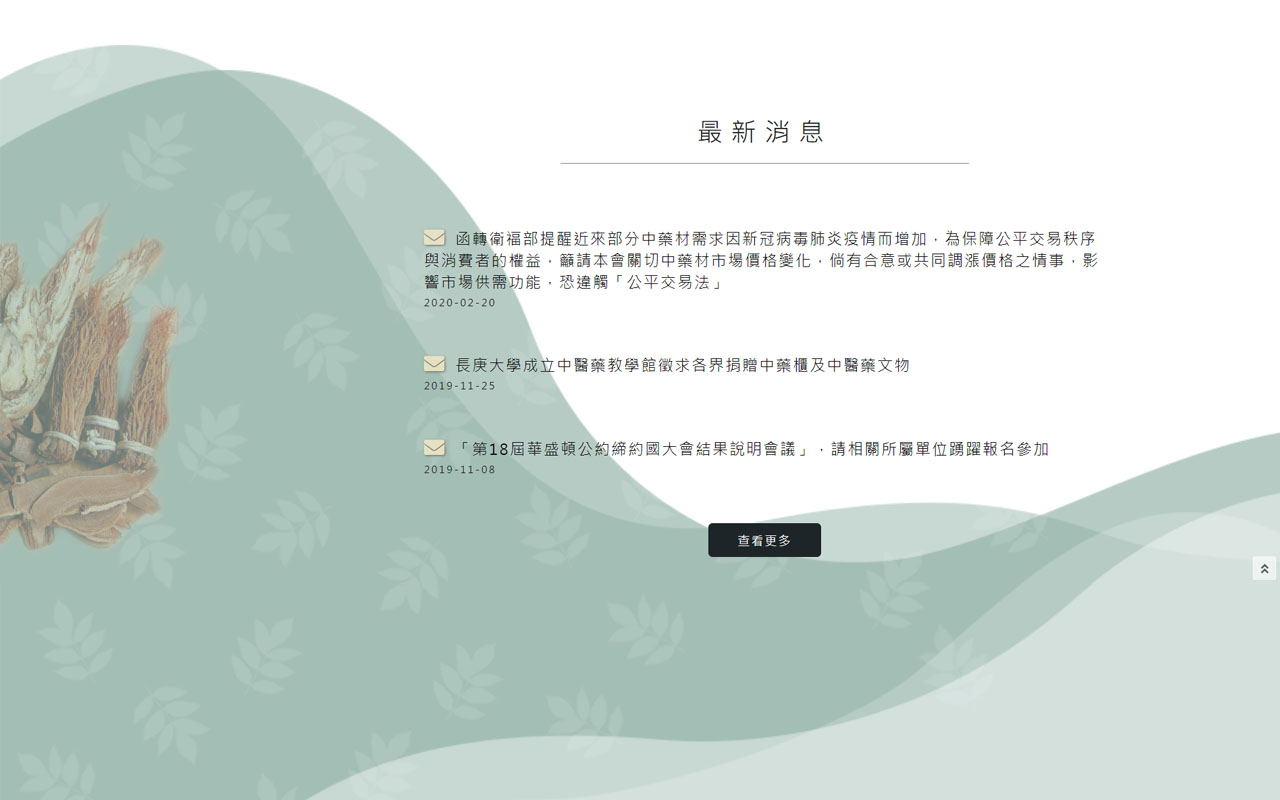 最新消息
函轉衛福部提醒近來部分中藥材需求因新冠病毒肺炎疫情而增加，為保障公平交易秩序
與消費者的權益，籲請本會關切中藥材市場價格變化，倘有合意或共同調漲價格之情事，影
響市場供需功能，恐違觸「公平交易法」
2020-02-20
長庚大學成立中醫藥教學館徵求各界捐贈中藥櫃及中醫藥文物
2019-11-25
「第18屆華盛頓公約締約國大會結果說明會議」，請相關所屬單位踴躍報名參加
2019-11-08
查看更多